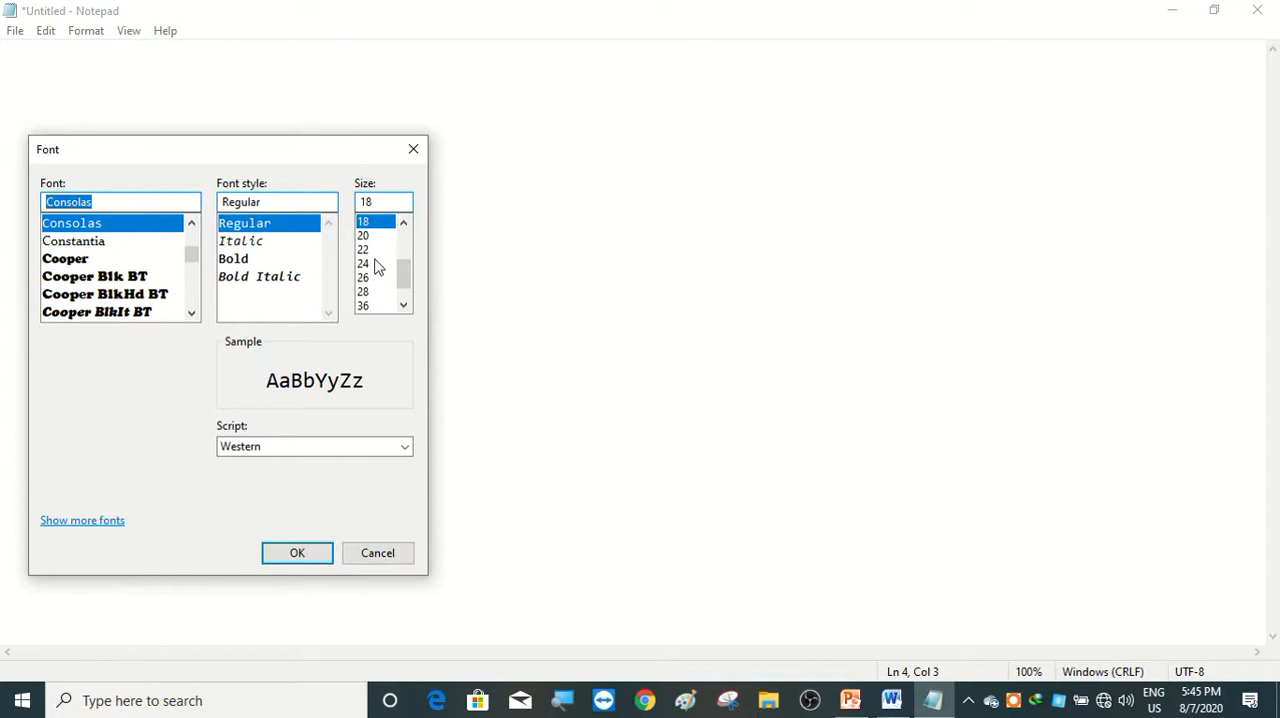 *Untitled - Notepad
File Edit Format View Help
Font
Font: Font style: Size:
Consolas Regular 18
Consolas Regular 18
Constantia Italic 20
Cooper Bold 22
Cooper Blk BT Bold Italic 24
Cooper BlkHd BT 26
Cooper BlkIt BT 28
36
Sample
AaBbYyZz
Script:
Western
Show more fonts
OK Cancel
Ln 4, Col 3 100% Windows (CRLF) UTF-8
Type here to search
ENG 5:45 PM
US 8/7/2020